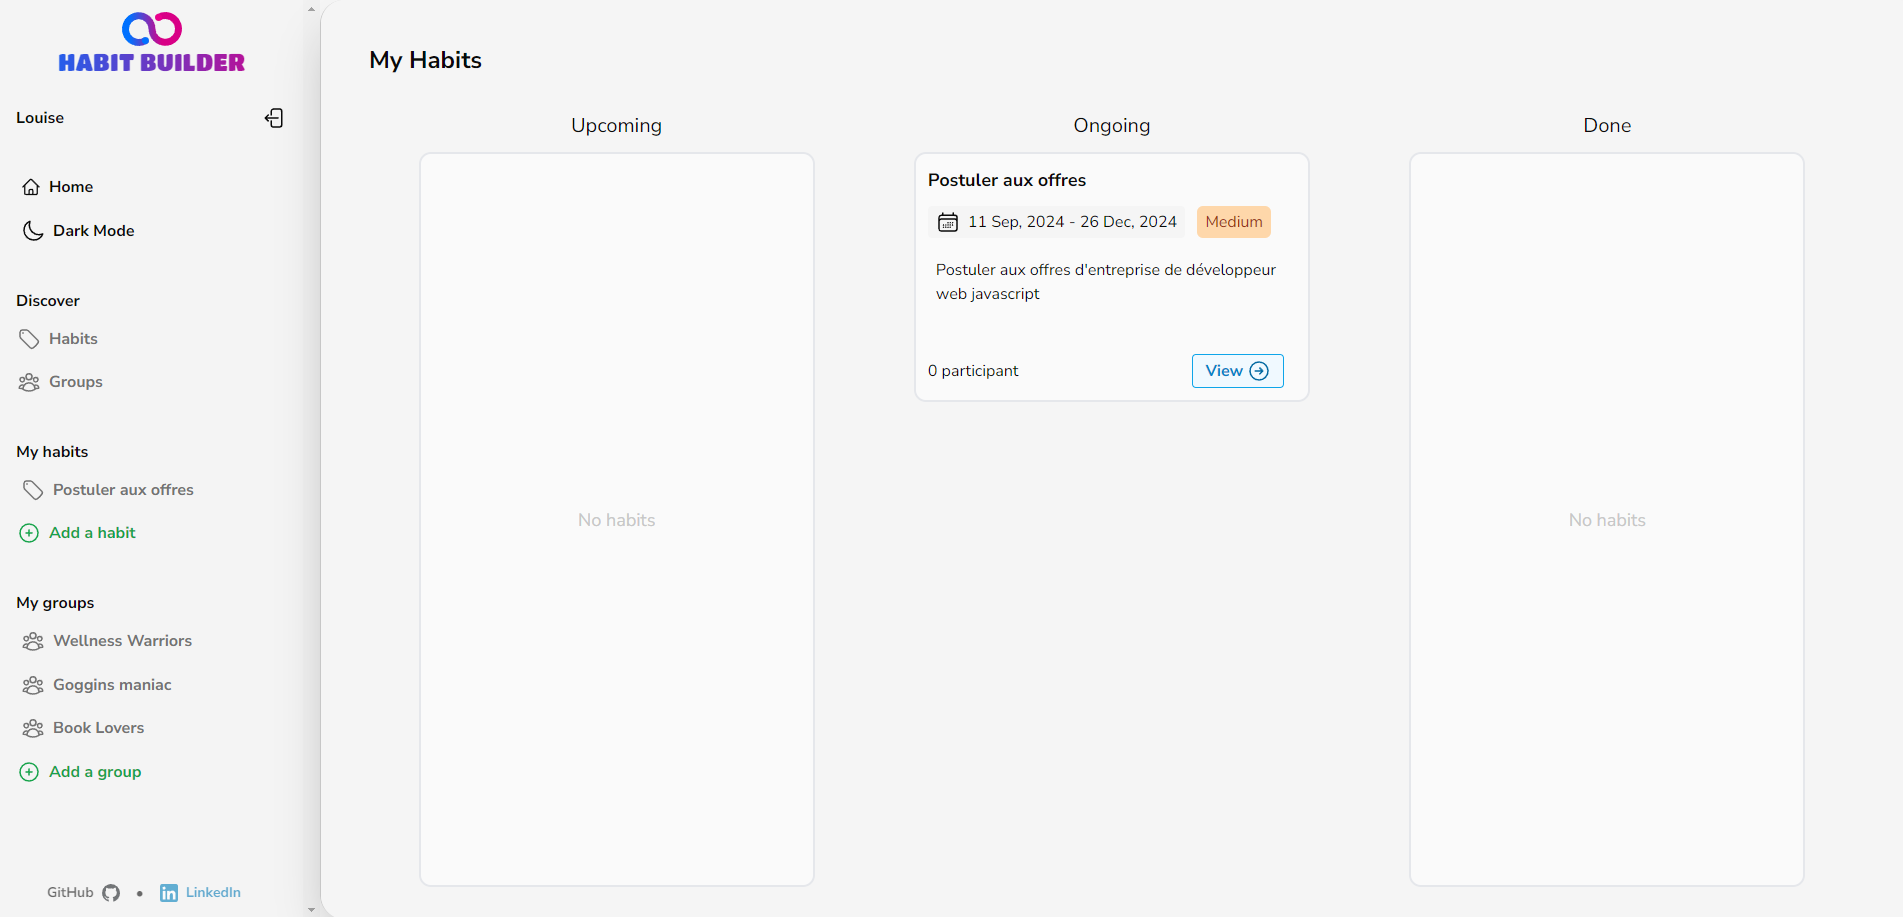 HABIT BUILDER
Louise
Home
Dark Mode
Discover
Habits
Groups
My habits
Postuler aux offres
Add a habit
My groups
Wellness Warriors
Goggins maniac
Book Lovers
Add a group
GitHub • LinkedIn
My Habits
Upcoming
No habits
Ongoing
Postuler aux offres
11 Sep, 2024 - 26 Dec, 2024 Medium
Postuler aux offres d'entreprise de développeur
web javascript
0 participant View
Done
No habits